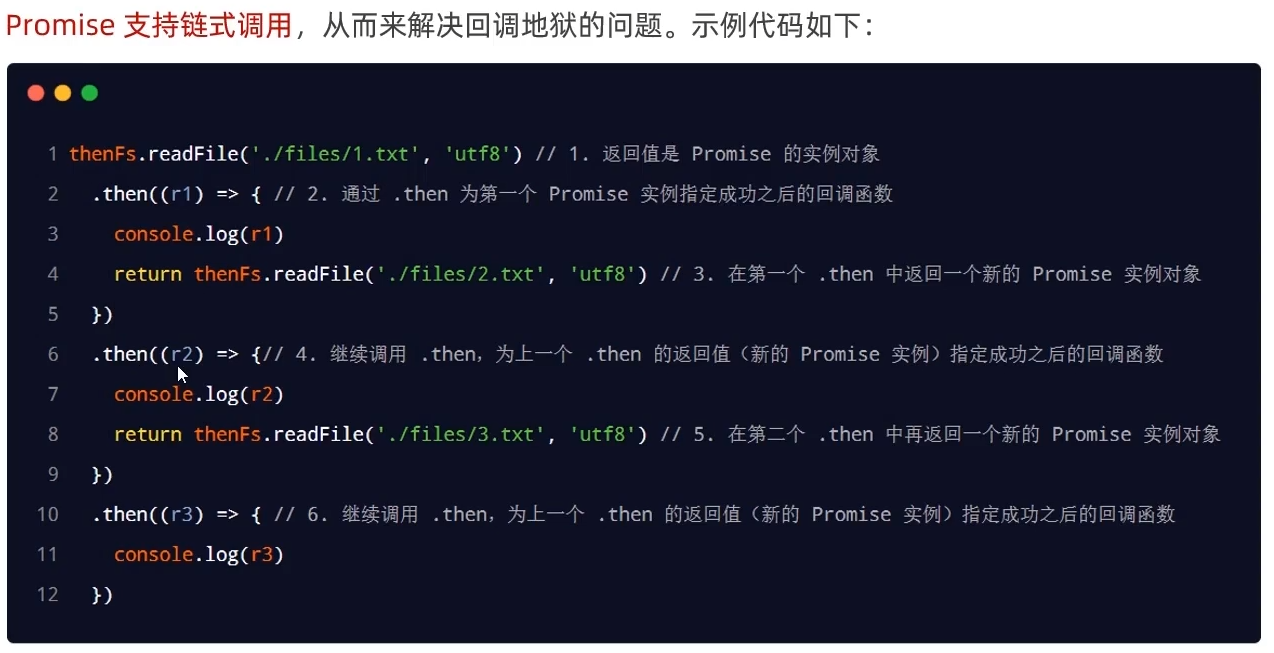 Promise 支持链式调用，从而来解决回调地狱的问题。示例代码如下：
1 thenFs.readFile('./files/1.txt', 'utf8') // 1. 返回值是 Promise 的实例对象
2   .then((r1) => { // 2. 通过 .then 为第一个 Promise 实例指定成功之后的回调函数
3     console.log(r1)
4     return thenFs.readFile('./files/2.txt', 'utf8') // 3. 在第一个 .then 中返回一个新的 Promise 实例对象
5   })
6   .then((r2) => {// 4. 继续调用 .then，为上一个 .then 的返回值（新的 Promise 实例）指定成功之后的回调函数
7     console.log(r2)
8     return thenFs.readFile('./files/3.txt', 'utf8') // 5. 在第二个 .then 中再返回一个新的 Promise 实例对象
9   })
10   .then((r3) => { // 6. 继续调用 .then，为上一个 .then 的返回值（新的 Promise 实例）指定成功之后的回调函数
11     console.log(r3)
12   })